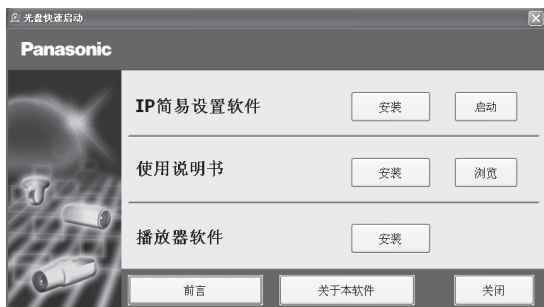 光盘快速启动
Panasonic
IP简易设置软件 安装 启动
使用说明书 安装 浏览
播放器软件 安装
前言 关于本软件 关闭